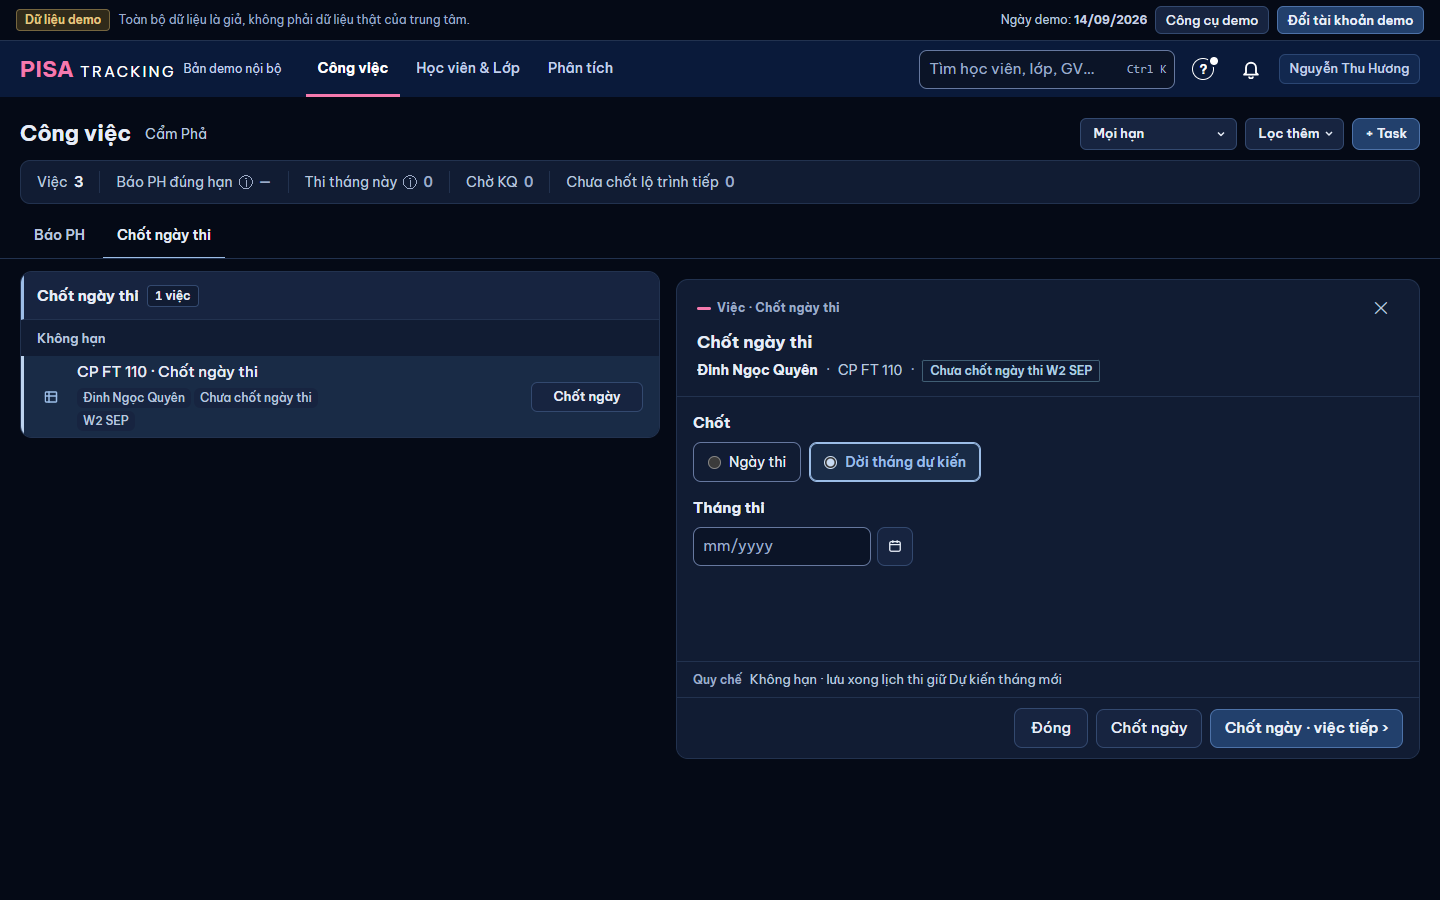 Dữ liệu demo Toàn bộ dữ liệu là giả, không phải dữ liệu thật của trung tâm. Ngày demo: 14/09/2026 Công cụ demo Đổi tài khoản demo
PISA TRACKING Bản demo nội bộ Công việc Học viên & Lớp Phân tích Tìm học viên, lớp, GV... Ctrl K ? Nguyễn Thu Hương
Công việc Cẩm Phả Mọi hạn Lọc thêm + Task
Việc 3 Báo PH đúng hạn ⓘ — Thi tháng này ⓘ 0 Chờ KQ 0 Chưa chốt lộ trình tiếp 0
Báo PH Chốt ngày thi
Chốt ngày thi 1 việc
Không hạn
CP FT 110 · Chốt ngày thi
Đinh Ngọc Quyên Chưa chốt ngày thi
W2 SEP
Chốt ngày
Việc · Chốt ngày thi
Chốt ngày thi
Đinh Ngọc Quyên · CP FT 110 · Chưa chốt ngày thi W2 SEP
Chốt
Ngày thi Dời tháng dự kiến
Tháng thi
mm/yyyy
Quy chế Không hạn · lưu xong lịch thi giữ Dự kiến tháng mới
Đóng Chốt ngày Chốt ngày · việc tiếp ›